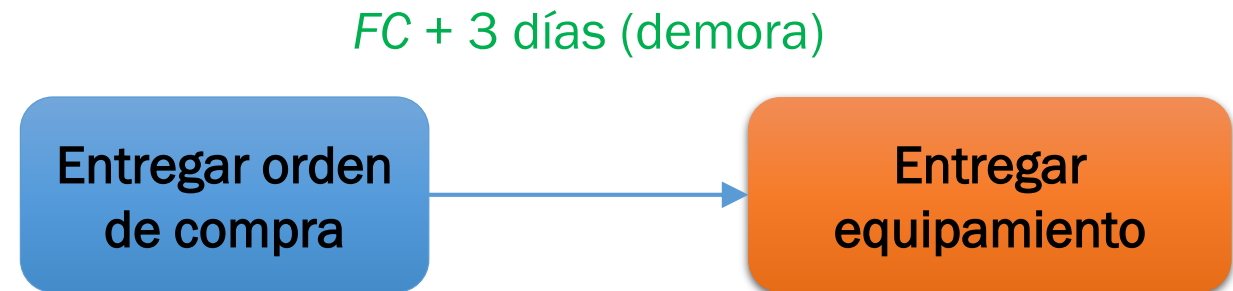 FC + 3 días (demora)
Entregar orden
de compra
Entregar
equipamiento